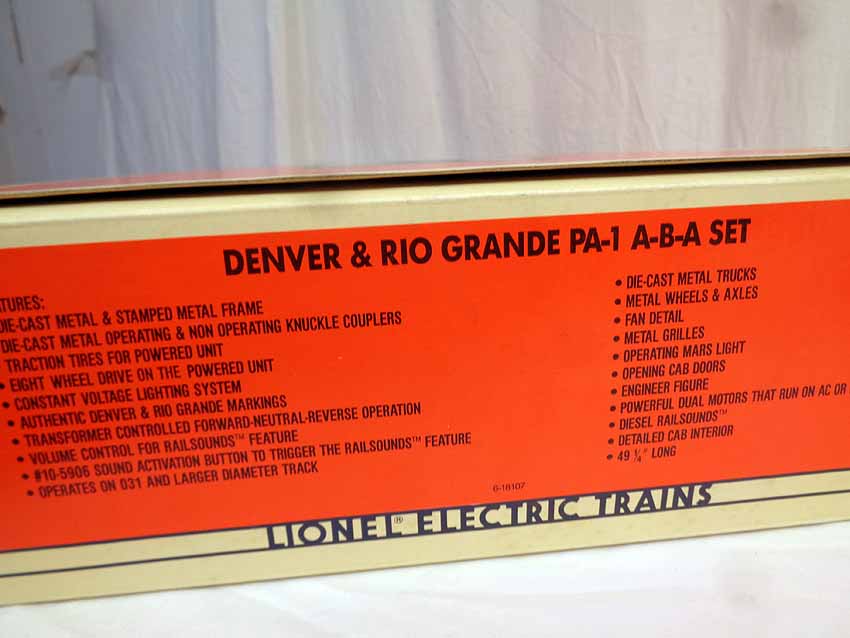 DENVER & RIO GRANDE PA-1 A-B-A SET
ATURES:
DIE-CAST METAL & STAMPED METAL FRAME
DIE-CAST METAL OPERATING & NON OPERATING KNUCKLE COUPLERS
TRACTION TIRES FOR POWERED UNIT
• EIGHT WHEEL DRIVE ON THE POWERED UNIT
• CONSTANT VOLTAGE LIGHTING SYSTEM
• AUTHENTIC DENVER & RIO GRANDE MARKINGS
• TRANSFORMER CONTROLLED FORWARD-NEUTRAL-REVERSE OPERATION
• VOLUME CONTROL FOR RAILSOUNDS™ FEATURE
• #10-5906 SOUND ACTIVATION BUTTON TO TRIGGER THE RAILSOUNDS™ FEATURE
• OPERATES ON 031 AND LARGER DIAMETER TRACK
• DIE-CAST METAL TRUCKS
• METAL WHEELS & AXLES
• FAN DETAIL
• METAL GRILLES
• OPERATING MARS LIGHT
• OPENING CAB DOORS
• ENGINEER FIGURE
• POWERFUL DUAL MOTORS THAT RUN ON AC OR
• DIESEL RAILSOUNDS™
• DETAILED CAB INTERIOR
• 49 ¼" LONG
6-18107
LIONEL® ELECTRIC TRAINS